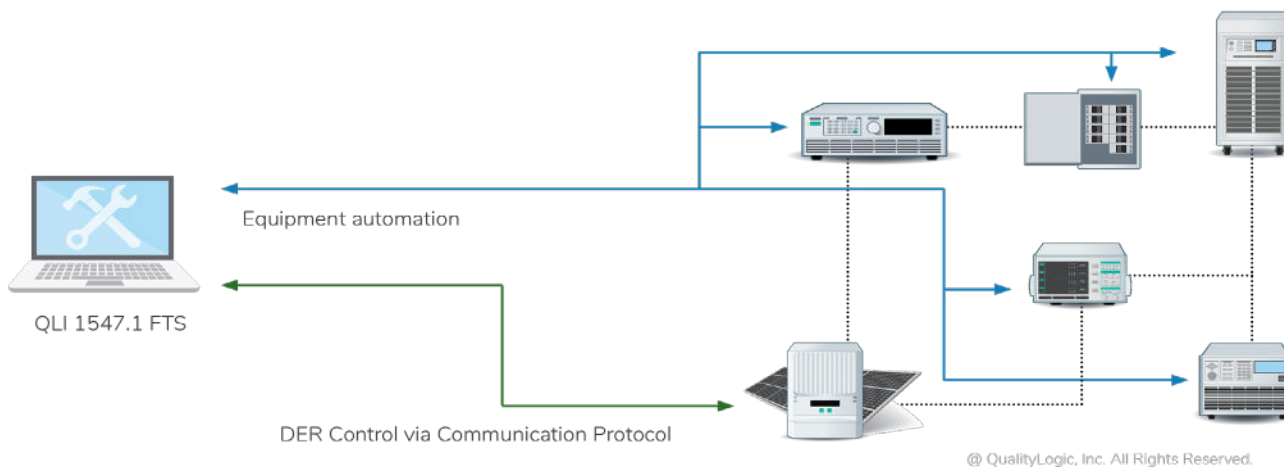 Equipment automation
QLI 1547.1 FTS
DER Control via Communication Protocol
@ QualityLogic, Inc. All Rights Reserved.